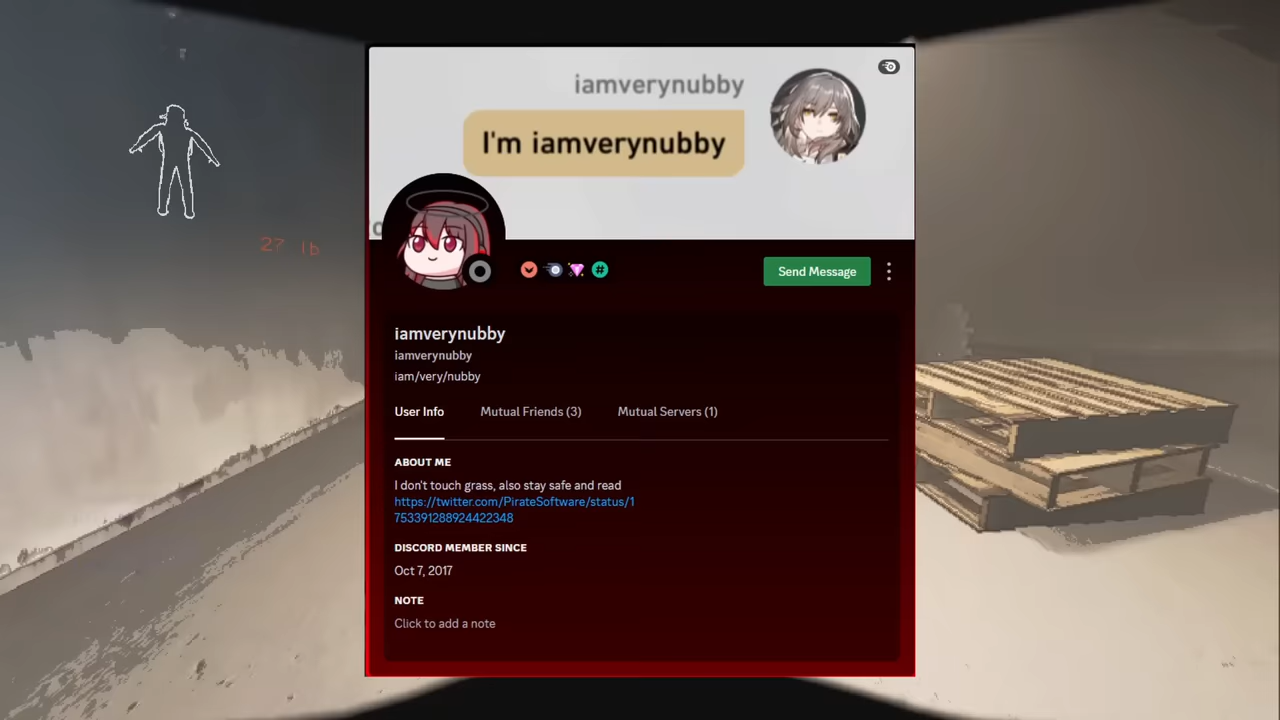 iamverynubby
I'm iamverynubby
27 lb
Send Message
iamverynubby
iamverynubby
iam/very/nubby
User Info
Mutual Friends (3)
Mutual Servers (1)
ABOUT ME
I don't touch grass, also stay safe and read
https://twitter.com/PirateSoftware/status/1
753391288924422348
DISCORD MEMBER SINCE
Oct 7, 2017
NOTE
Click to add a note